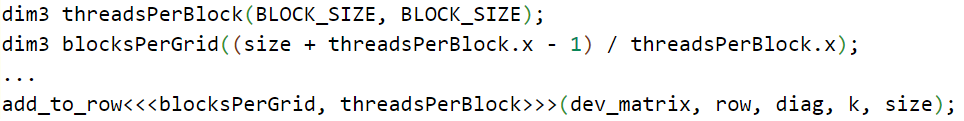 dim3 threadsPerBlock(BLOCK_SIZE, BLOCK_SIZE);
dim3 blocksPerGrid((size + threadsPerBlock.x - 1) / threadsPerBlock.x);
...
add_to_row<<<blocksPerGrid, threadsPerBlock>>>(dev_matrix, row, diag, k, size);